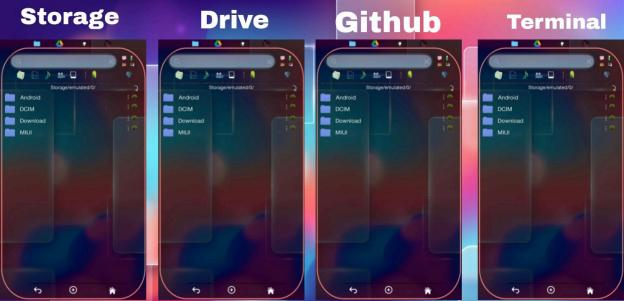 Storage
Drive
Github
Terminal
Storage/emulated/0/
Android
DCIM
Download
MIUI
Storage/emulated/0/
Android
DCIM
Download
MIUI
Storage/emulated/0/
Android
DCIM
Download
MIUI
Storage/emulated/0/
Android
DCIM
Download
MIUI